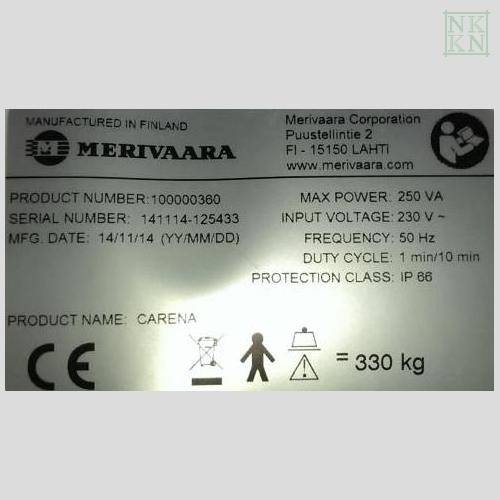 NK
KN
MANUFACTURED IN FINLAND
MERIVAARA
Merivaara Corporation
Puustellintie 2
FI - 15150 LAHTI
www.merivaara.com
PRODUCT NUMBER:100000360
SERIAL NUMBER: 141114-125433
MFG. DATE: 14/11/14 (YY/MM/DD)
MAX POWER: 250 VA
INPUT VOLTAGE: 230 V ~
FREQUENCY: 50 Hz
DUTY CYCLE: 1 min/10 min
PROTECTION CLASS: IP 66
PRODUCT NAME: CARENA
CE
= 330 kg